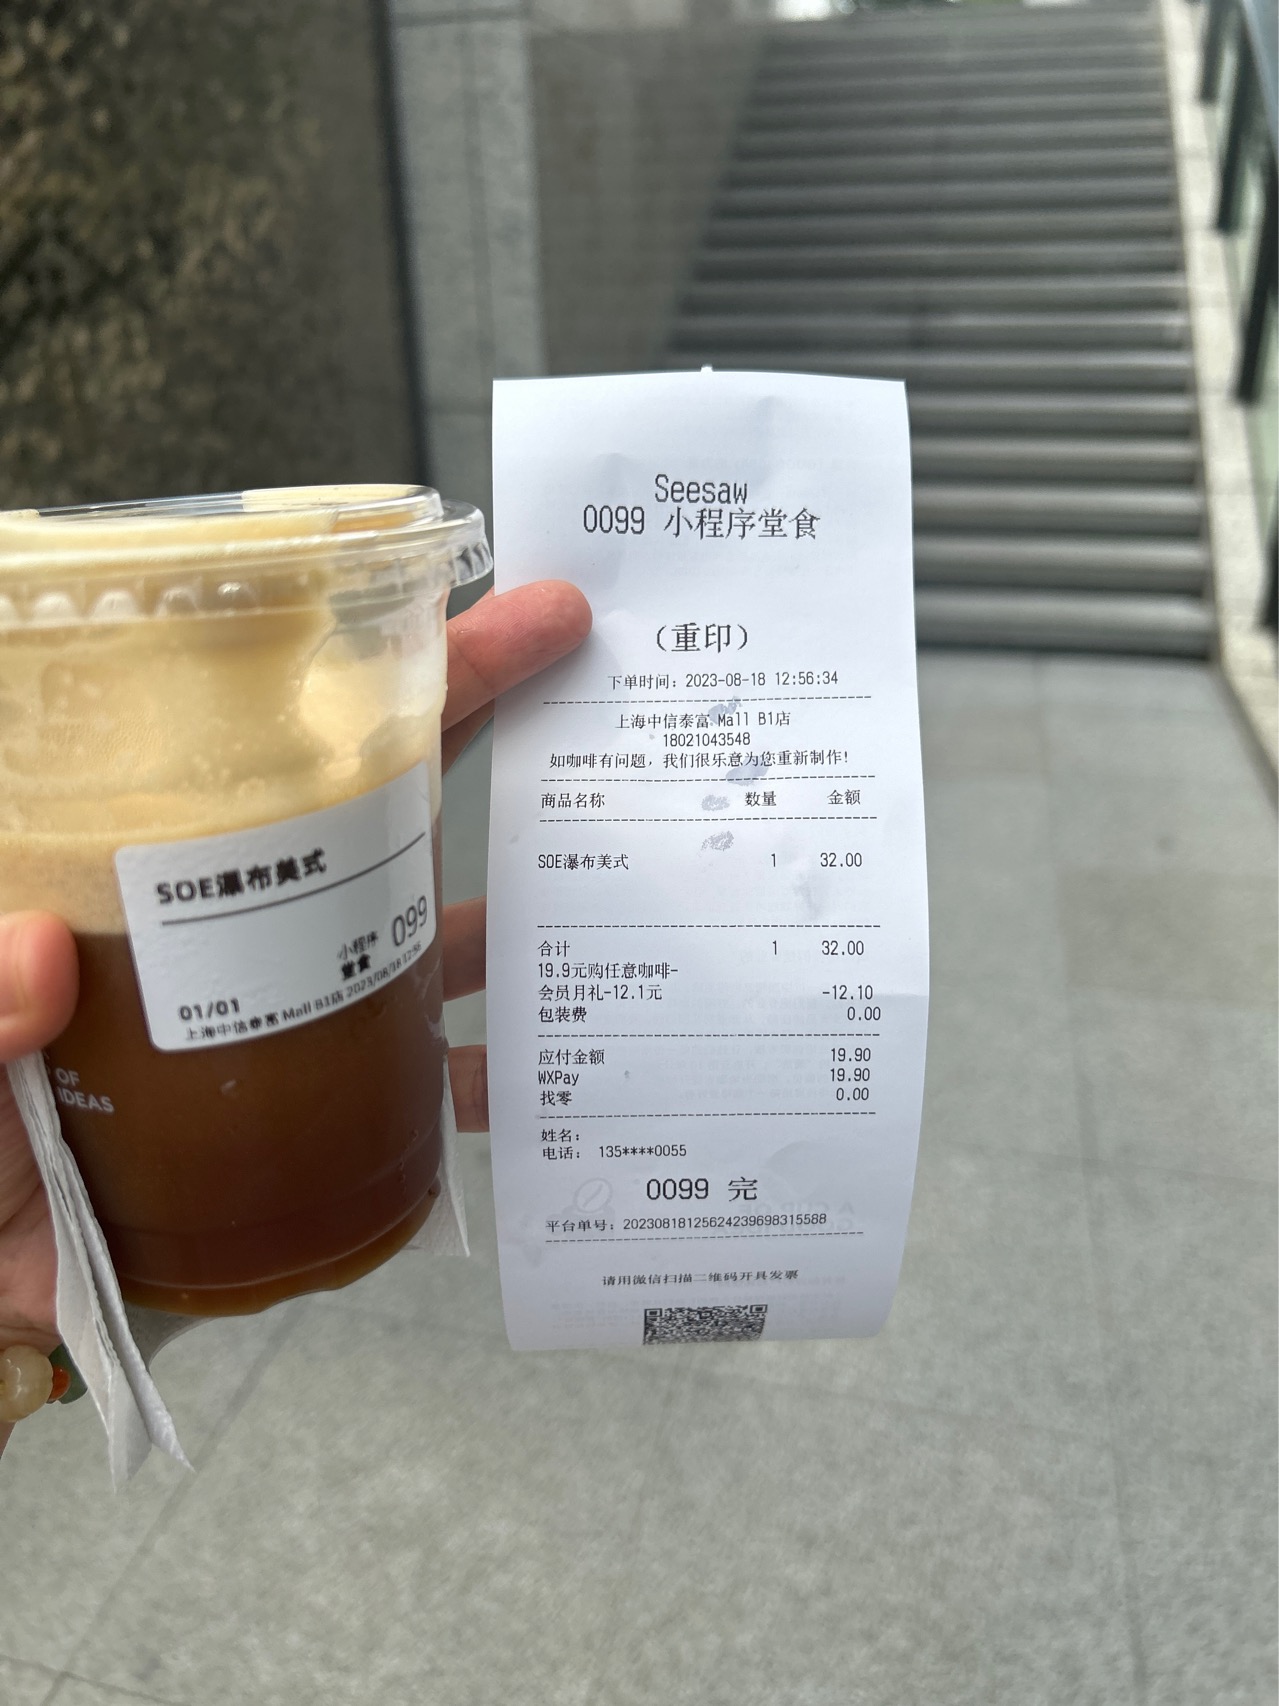 SOE瀑布美式
小程序 099
堂食
01/01
上海中信泰富 Mall B1店 2023/08/18 12:56
OF
IDEAS
Seesaw
0099 小程序堂食
(重印)
下单时间: 2023-08-18 12:56:34
上海中信泰富 Mall B1店
18021043548
如咖啡有问题，我们很乐意为您重新制作!
商品名称 数量 金额
SOE瀑布美式 1 32.00
合计 1 32.00
19.9元购任意咖啡-
会员月礼-12.1元 -12.10
包装费 0.00
应付金额 19.90
WXPay 19.90
找零 0.00
姓名:
电话: 135****0055
0099 完
平台单号: 20230818125624239698315588
请用微信扫描二维码开具发票